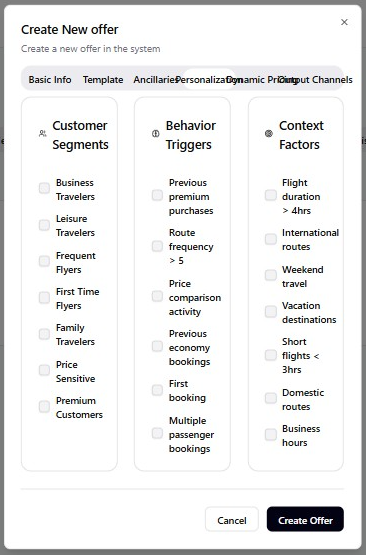 Create New offer
Create a new offer in the system
Basic Info Template Ancillaries Personalization Dynamic Pricing Output Channels
Customer
Segments
Business
Travelers
Leisure
Travelers
Frequent
Flyers
First Time
Flyers
Family
Travelers
Price
Sensitive
Premium
Customers
Behavior
Triggers
Previous
premium
purchases
Route
frequency
> 5
Price
comparison
activity
Previous
economy
bookings
First
booking
Multiple
passenger
bookings
Context
Factors
Flight
duration
> 4hrs
International
routes
Weekend
travel
Vacation
destinations
Short
flights <
3hrs
Domestic
routes
Business
hours
Cancel
Create Offer